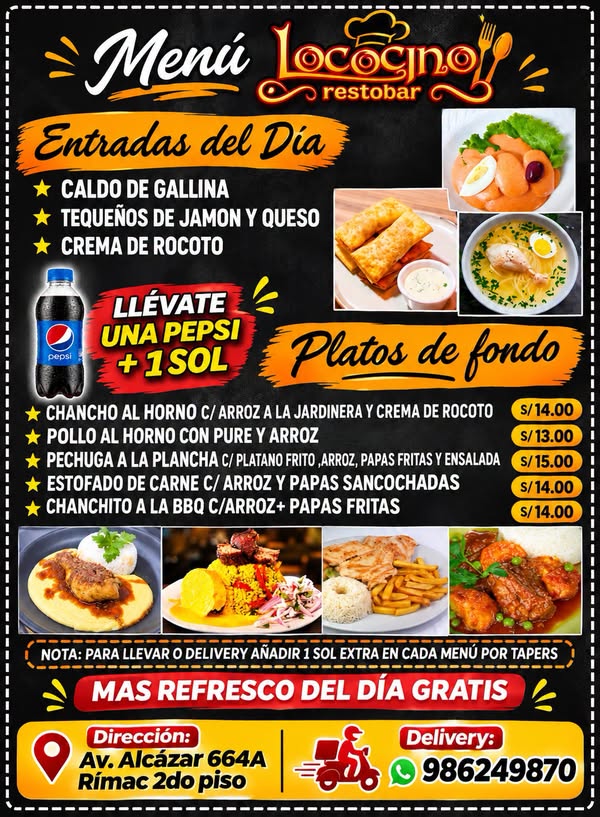 Menú
Lococino
restobar
Entradas del Día
CALDO DE GALLINA
TEQUEÑOS DE JAMON Y QUESO
CREMA DE ROCOTO
pepsi
LLÉVATE
UNA PEPSI
+ 1 SOL
Platos de fondo
CHANCHO AL HORNO C/ ARROZ A LA JARDINERA Y CREMA DE ROCOTO S/ 14.00
POLLO AL HORNO CON PURE Y ARROZ S/ 13.00
PECHUGA A LA PLANCHA C/ PLATANO FRITO ,ARROZ, PAPAS FRITAS Y ENSALADA S/ 15.00
ESTOFADO DE CARNE C/ ARROZ Y PAPAS SANCOCHADAS S/ 14.00
CHANCHITO A LA BBQ C/ARROZ+ PAPAS FRITAS S/ 14.00
NOTA: PARA LLEVAR O DELIVERY AÑADIR 1 SOL EXTRA EN CADA MENÚ POR TAPERS
MAS REFRESCO DEL DÍA GRATIS
Dirección:
Av. Alcázar 664A
Rímac 2do piso
Delivery:
986249870